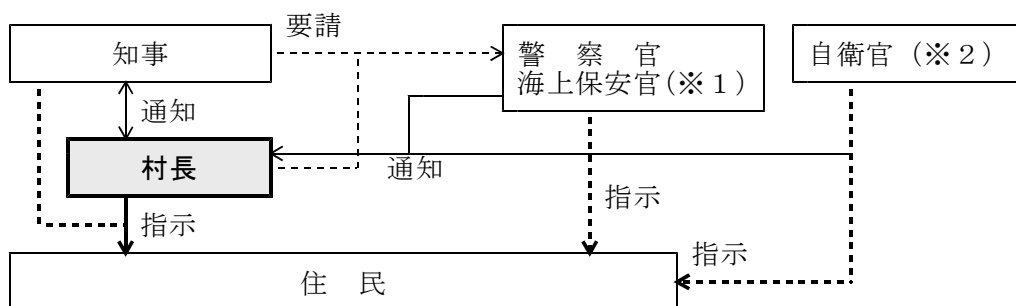 要請
知事
警察官
海上保安官(※1)
自衛官(※2)
通知
村長
通知
指示
指示
指示
住民